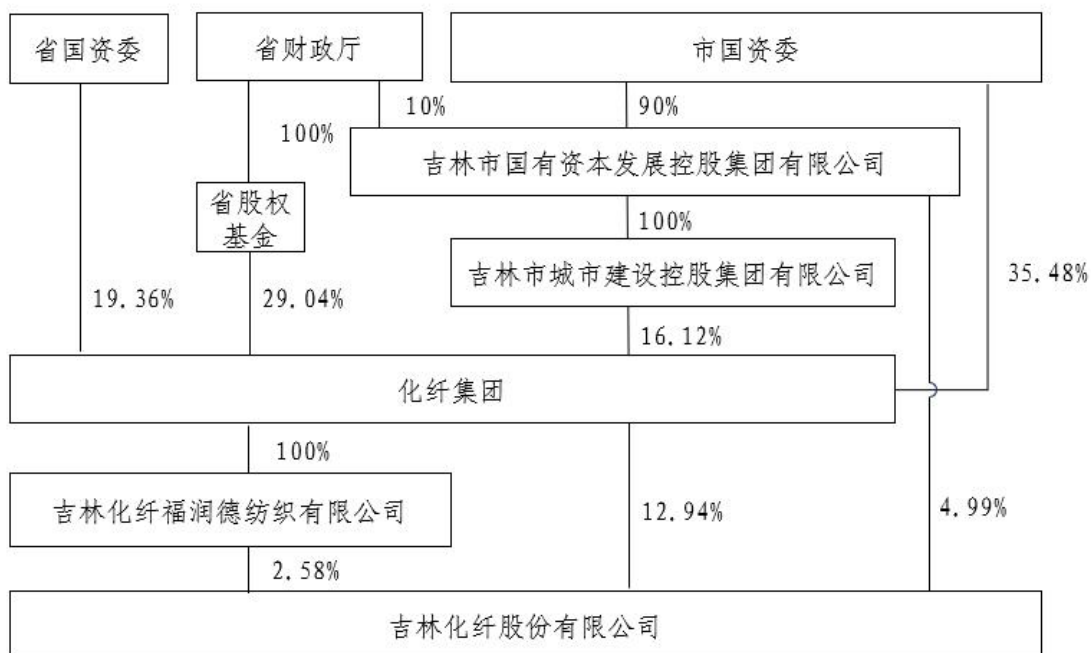 省国资委
省财政厅
市国资委
10%
90%
100%
吉林市国有资本发展控股集团有限公司
省股权
基金
100%
吉林市城市建设控股集团有限公司
35.48%
19.36%
29.04%
16.12%
化纤集团
100%
吉林化纤福润德纺织有限公司
12.94%
4.99%
2.58%
吉林化纤股份有限公司